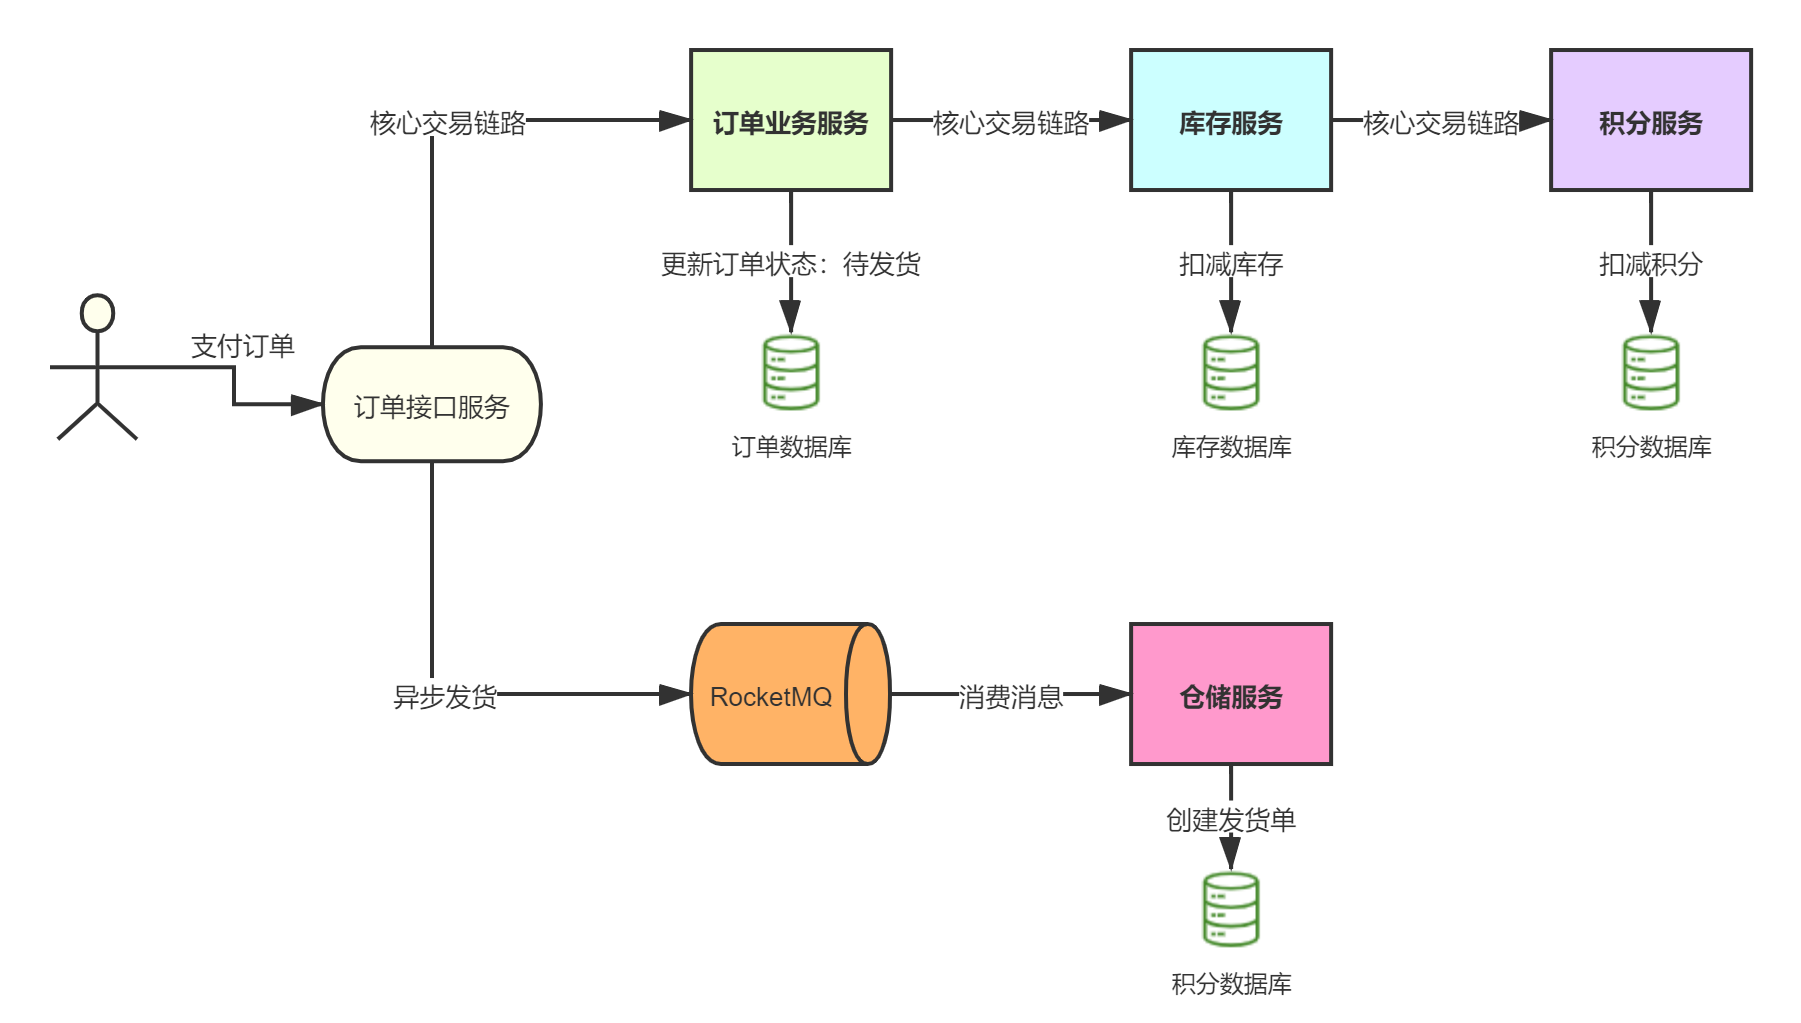 核心交易链路
订单业务服务
核心交易链路
库存服务
核心交易链路
积分服务
更新订单状态：待发货
扣减库存
扣减积分
支付订单
订单接口服务
订单数据库
库存数据库
积分数据库
异步发货
RocketMQ
消费消息
仓储服务
创建发货单
积分数据库